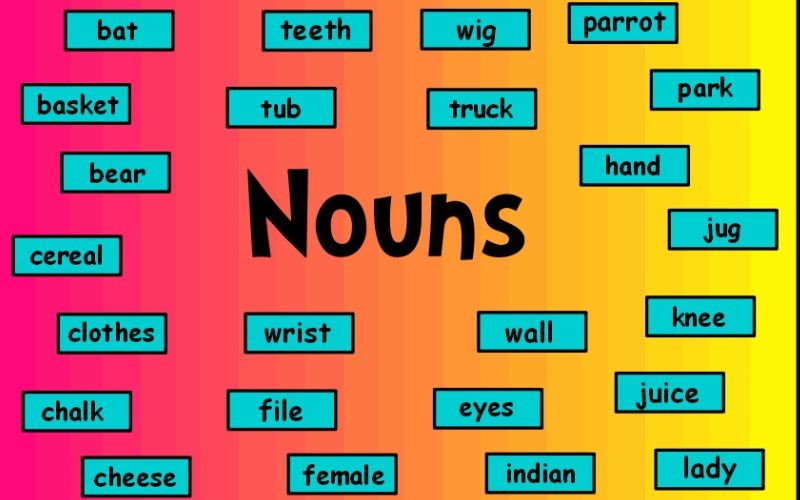 bat
teeth
wig
parrot
basket
tub
truck
park
bear
hand
Nouns
jug
cereal
clothes
wrist
wall
knee
chalk
file
eyes
juice
cheese
female
indian
lady